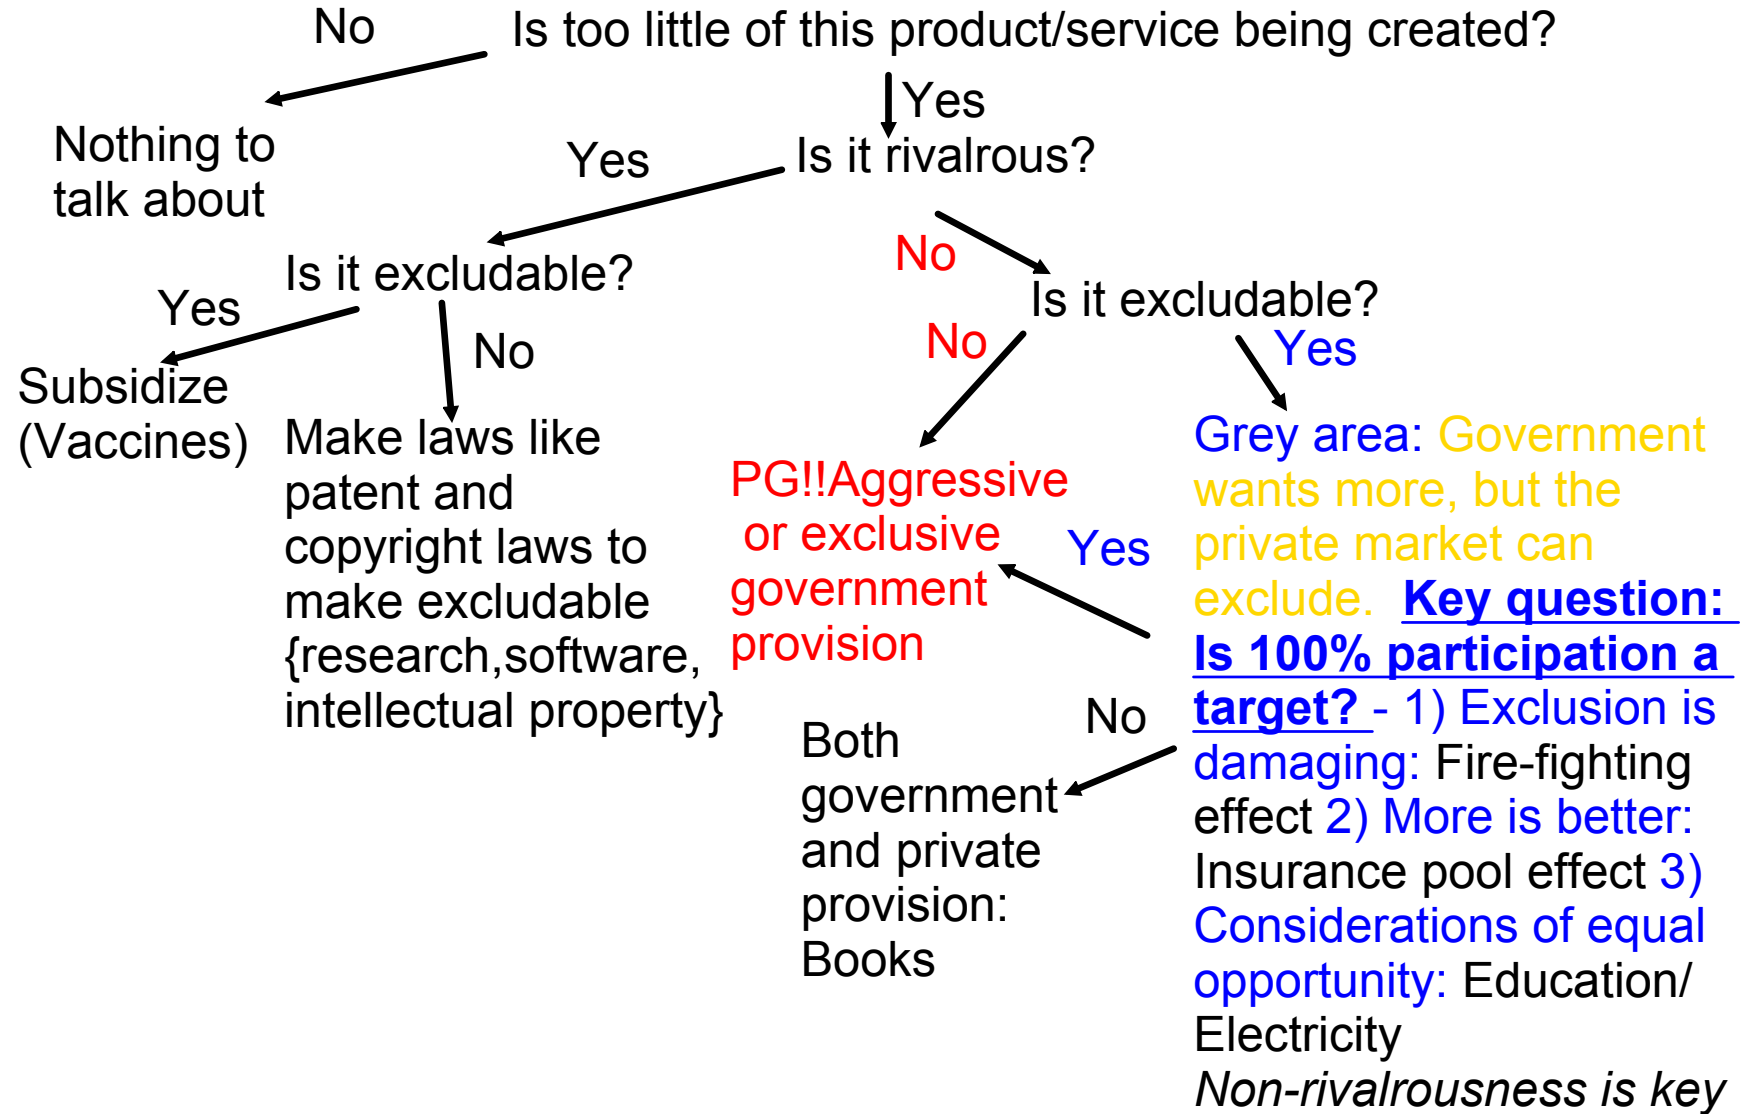 No
Is too little of this product/service being created?
Yes
Nothing to
talk about
Yes
Is it rivalrous?
No
Is it excludable?
Is it excludable?
Yes
No
No
Yes
Subsidize
(Vaccines)
Make laws like
patent and
copyright laws to
make excludable
{research,software,
intellectual property}
PG!!Aggressive
or exclusive
government
provision
Yes
Grey area: Government
wants more, but the
private market can
exclude. Key question:
Is 100% participation a
target? - 1) Exclusion is
damaging: Fire-fighting
effect 2) More is better:
Insurance pool effect 3)
Considerations of equal
opportunity: Education/
Electricity
Non-rivalrousness is key
No
Both
government
and private
provision:
Books